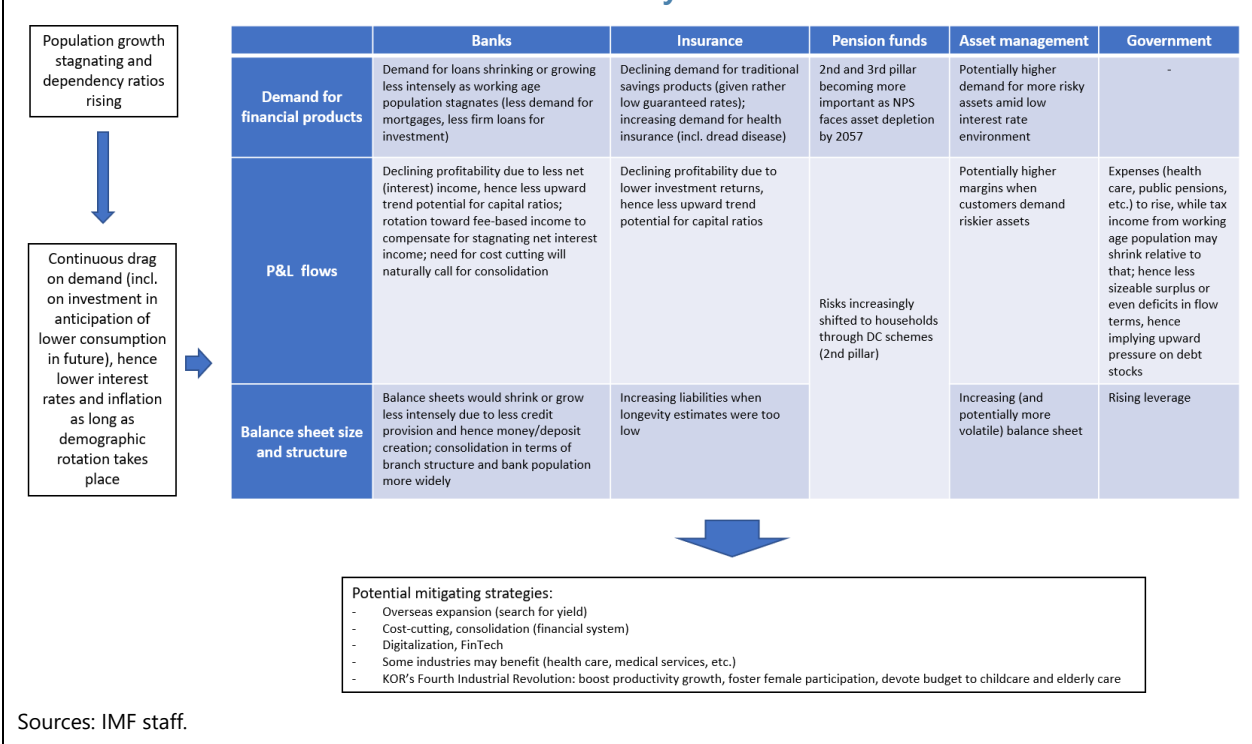 Population growth
stagnating and
dependency ratios
rising
Continuous drag
on demand (incl.
on investment in
anticipation of
lower consumption
in future), hence
lower interest
rates and inflation
as long as
demographic
rotation takes
place
Banks
Insurance
Pension funds
Asset management
Government
Demand for
financial products
Demand for loans shrinking or growing
less intensely as working age
population stagnates (less demand for
mortgages, less firm loans for
investment)
Declining demand for traditional
savings products (given rather
low guaranteed rates);
increasing demand for health
insurance (incl. dread disease)
2nd and 3rd pillar
becoming more
important as NPS
faces asset depletion
by 2057
Potentially higher
demand for more risky
assets amid low
interest rate
environment
-
P&L flows
Declining profitability due to less net
(interest) income, hence less upward
trend potential for capital ratios;
rotation toward fee-based income to
compensate for stagnating net interest
income; need for cost cutting will
naturally call for consolidation
Declining profitability due to
lower investment returns,
hence less upward trend
potential for capital ratios
Risks increasingly
shifted to households
through DC schemes
(2nd pillar)
Potentially higher
margins when
customers demand
riskier assets
Expenses (health
care, public pensions,
etc.) to rise, while tax
income from working
age population may
shrink relative to
that; hence less
sizeable surplus or
even deficits in flow
terms, hence
implying upward
pressure on debt
stocks
Balance sheet size
and structure
Balance sheets would shrink or grow
less intensely due to less credit
provision and hence money/deposit
creation; consolidation in terms of
branch structure and bank population
more widely
Increasing liabilities when
longevity estimates were too
low
Increasing (and
potentially more
volatile) balance sheet
Rising leverage
Potential mitigating strategies:
- Overseas expansion (search for yield)
- Cost-cutting, consolidation (financial system)
- Digitalization, FinTech
- Some industries may benefit (health care, medical services, etc.)
- KOR's Fourth Industrial Revolution: boost productivity growth, foster female participation, devote budget to childcare and elderly care
Sources: IMF staff.